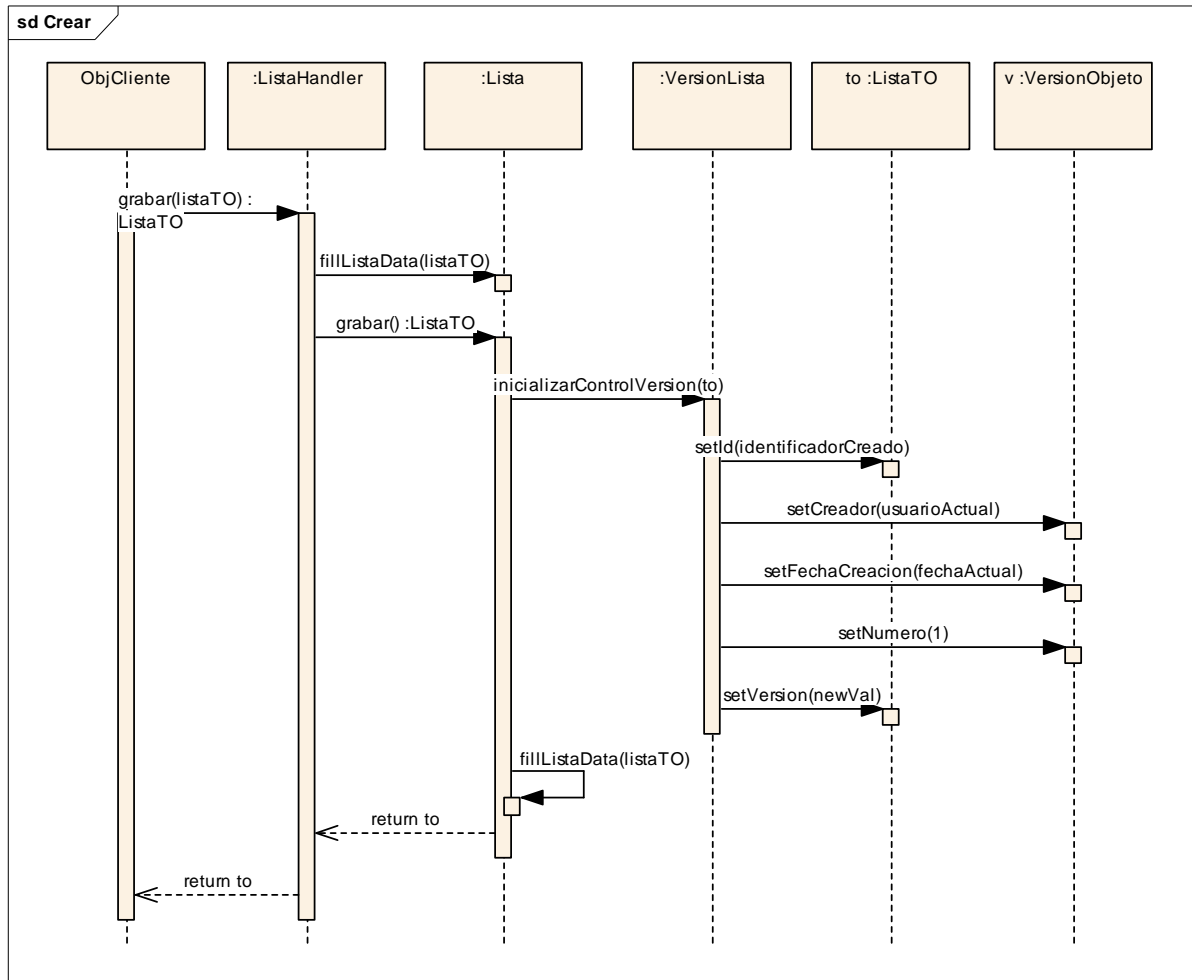 sd Crear
ObjCliente
:ListaHandler
:Lista
:VersionLista
to :ListaTO
v :VersionObjeto
grabar(listaTO) :
ListaTO
fillListaData(listaTO)
grabar() :ListaTO
inicializarControlVersion(to)
setId(identificadorCreado)
setCreador(usuarioActual)
setFechaCreacion(fechaActual)
setNumero(1)
setVersion(newVal)
fillListaData(listaTO)
return to
return to